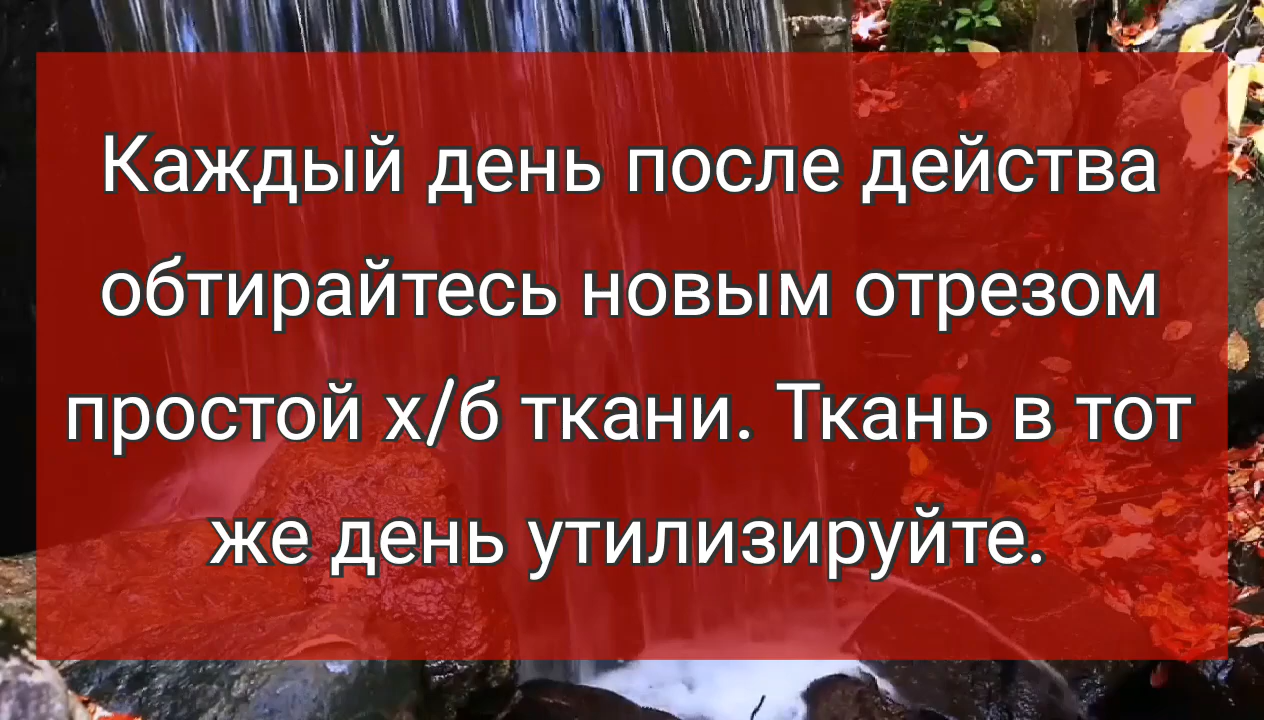 Каждый день после действа
обтирайтесь новым отрезом
простой х/б ткани. Ткань в тот
же день утилизируйте.